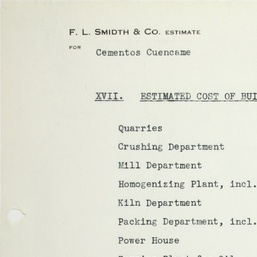 F. L. SMIDTH & CO. ESTIMATE
FOR
Cementos Cuencame
XVII. ESTIMATED COST OF BUI
Quarries
Crushing Department
Mill Department
Homogenizing Plant, incl.
Kiln Department
Packing Department, incl.
Power House